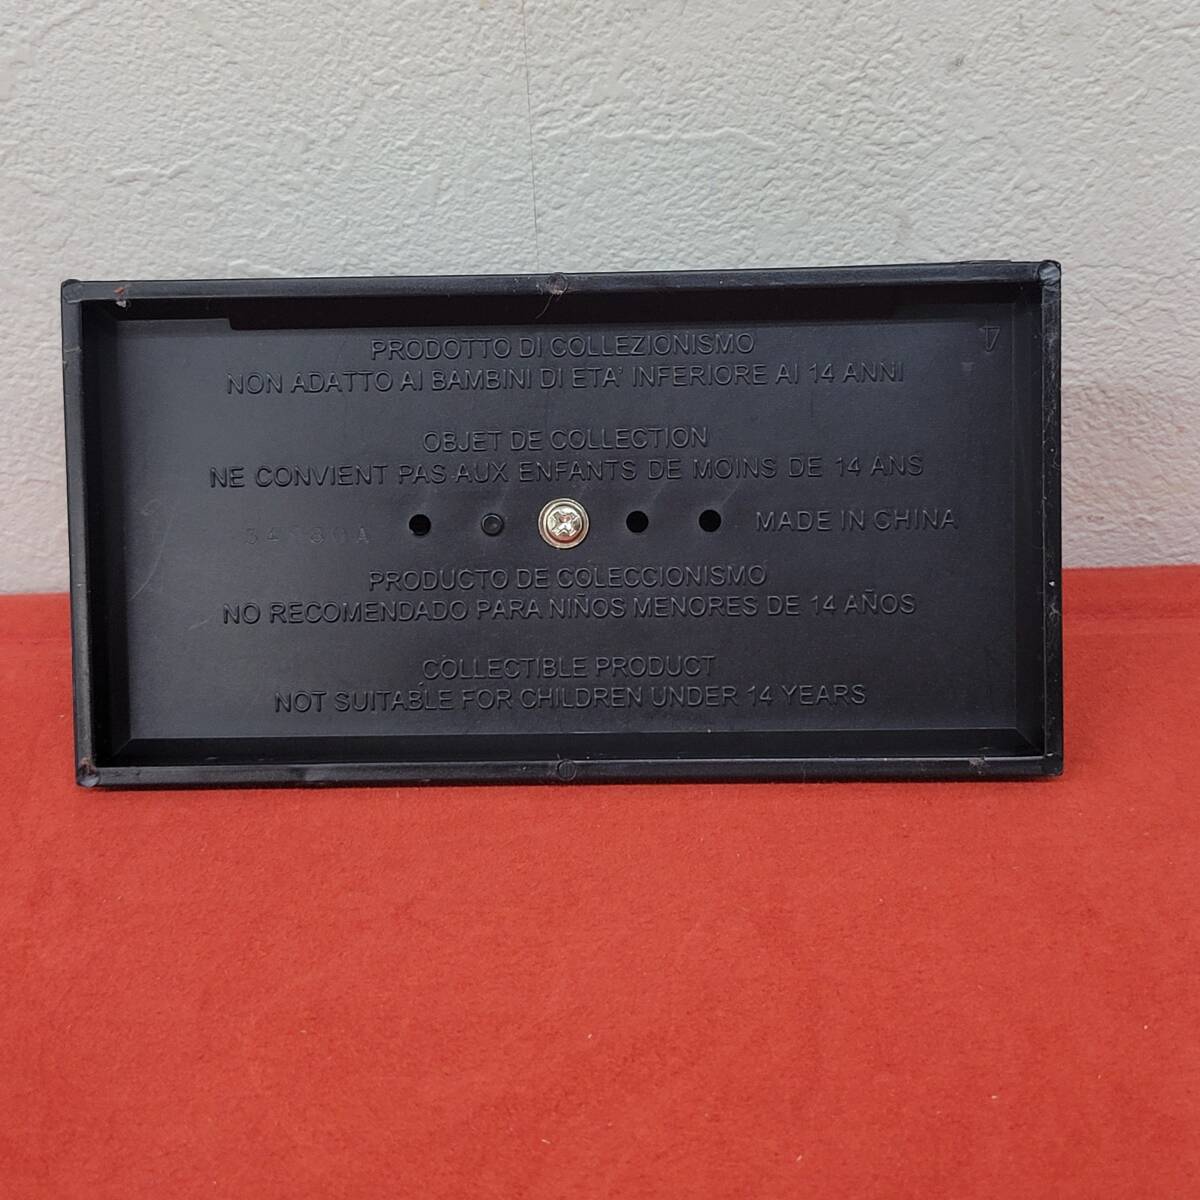 PRODOTTO DI COLLEZIONISMO
4
NON ADATTO AI BAMBINI DI ETA' INFERIORE AI 14 ANNI
OBJET DE COLLECTION
NE CONVIENT PAS AUX ENFANTS DE MOINS DE 14 ANS
MADE IN CHINA
PRODUCTO DE COLECCIONISMO
NO RECOMENDADO PARA NIÑOS MENORES DE 14 AÑOS
COLLECTIBLE PRODUCT
NOT SUITABLE FOR CHILDREN UNDER 14 YEARS